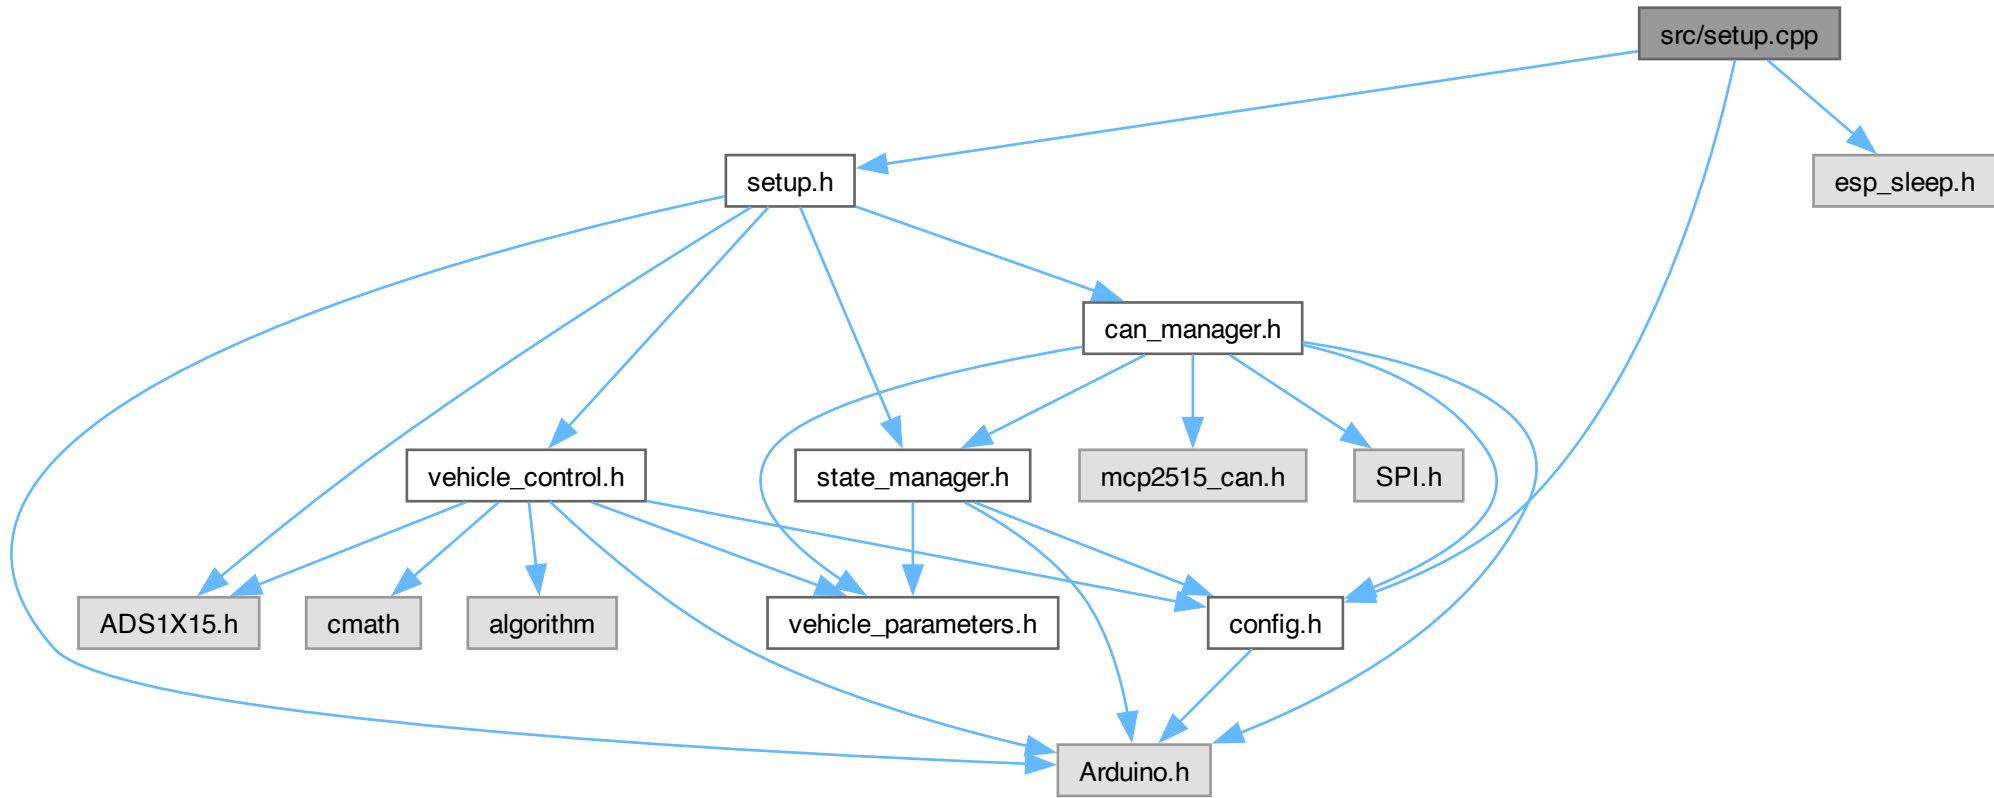 src/setup.cpp
setup.h
esp_sleep.h
can_manager.h
vehicle_control.h
state_manager.h
mcp2515_can.h
SPI.h
ADS1X15.h
cmath
algorithm
vehicle_parameters.h
config.h
Arduino.h